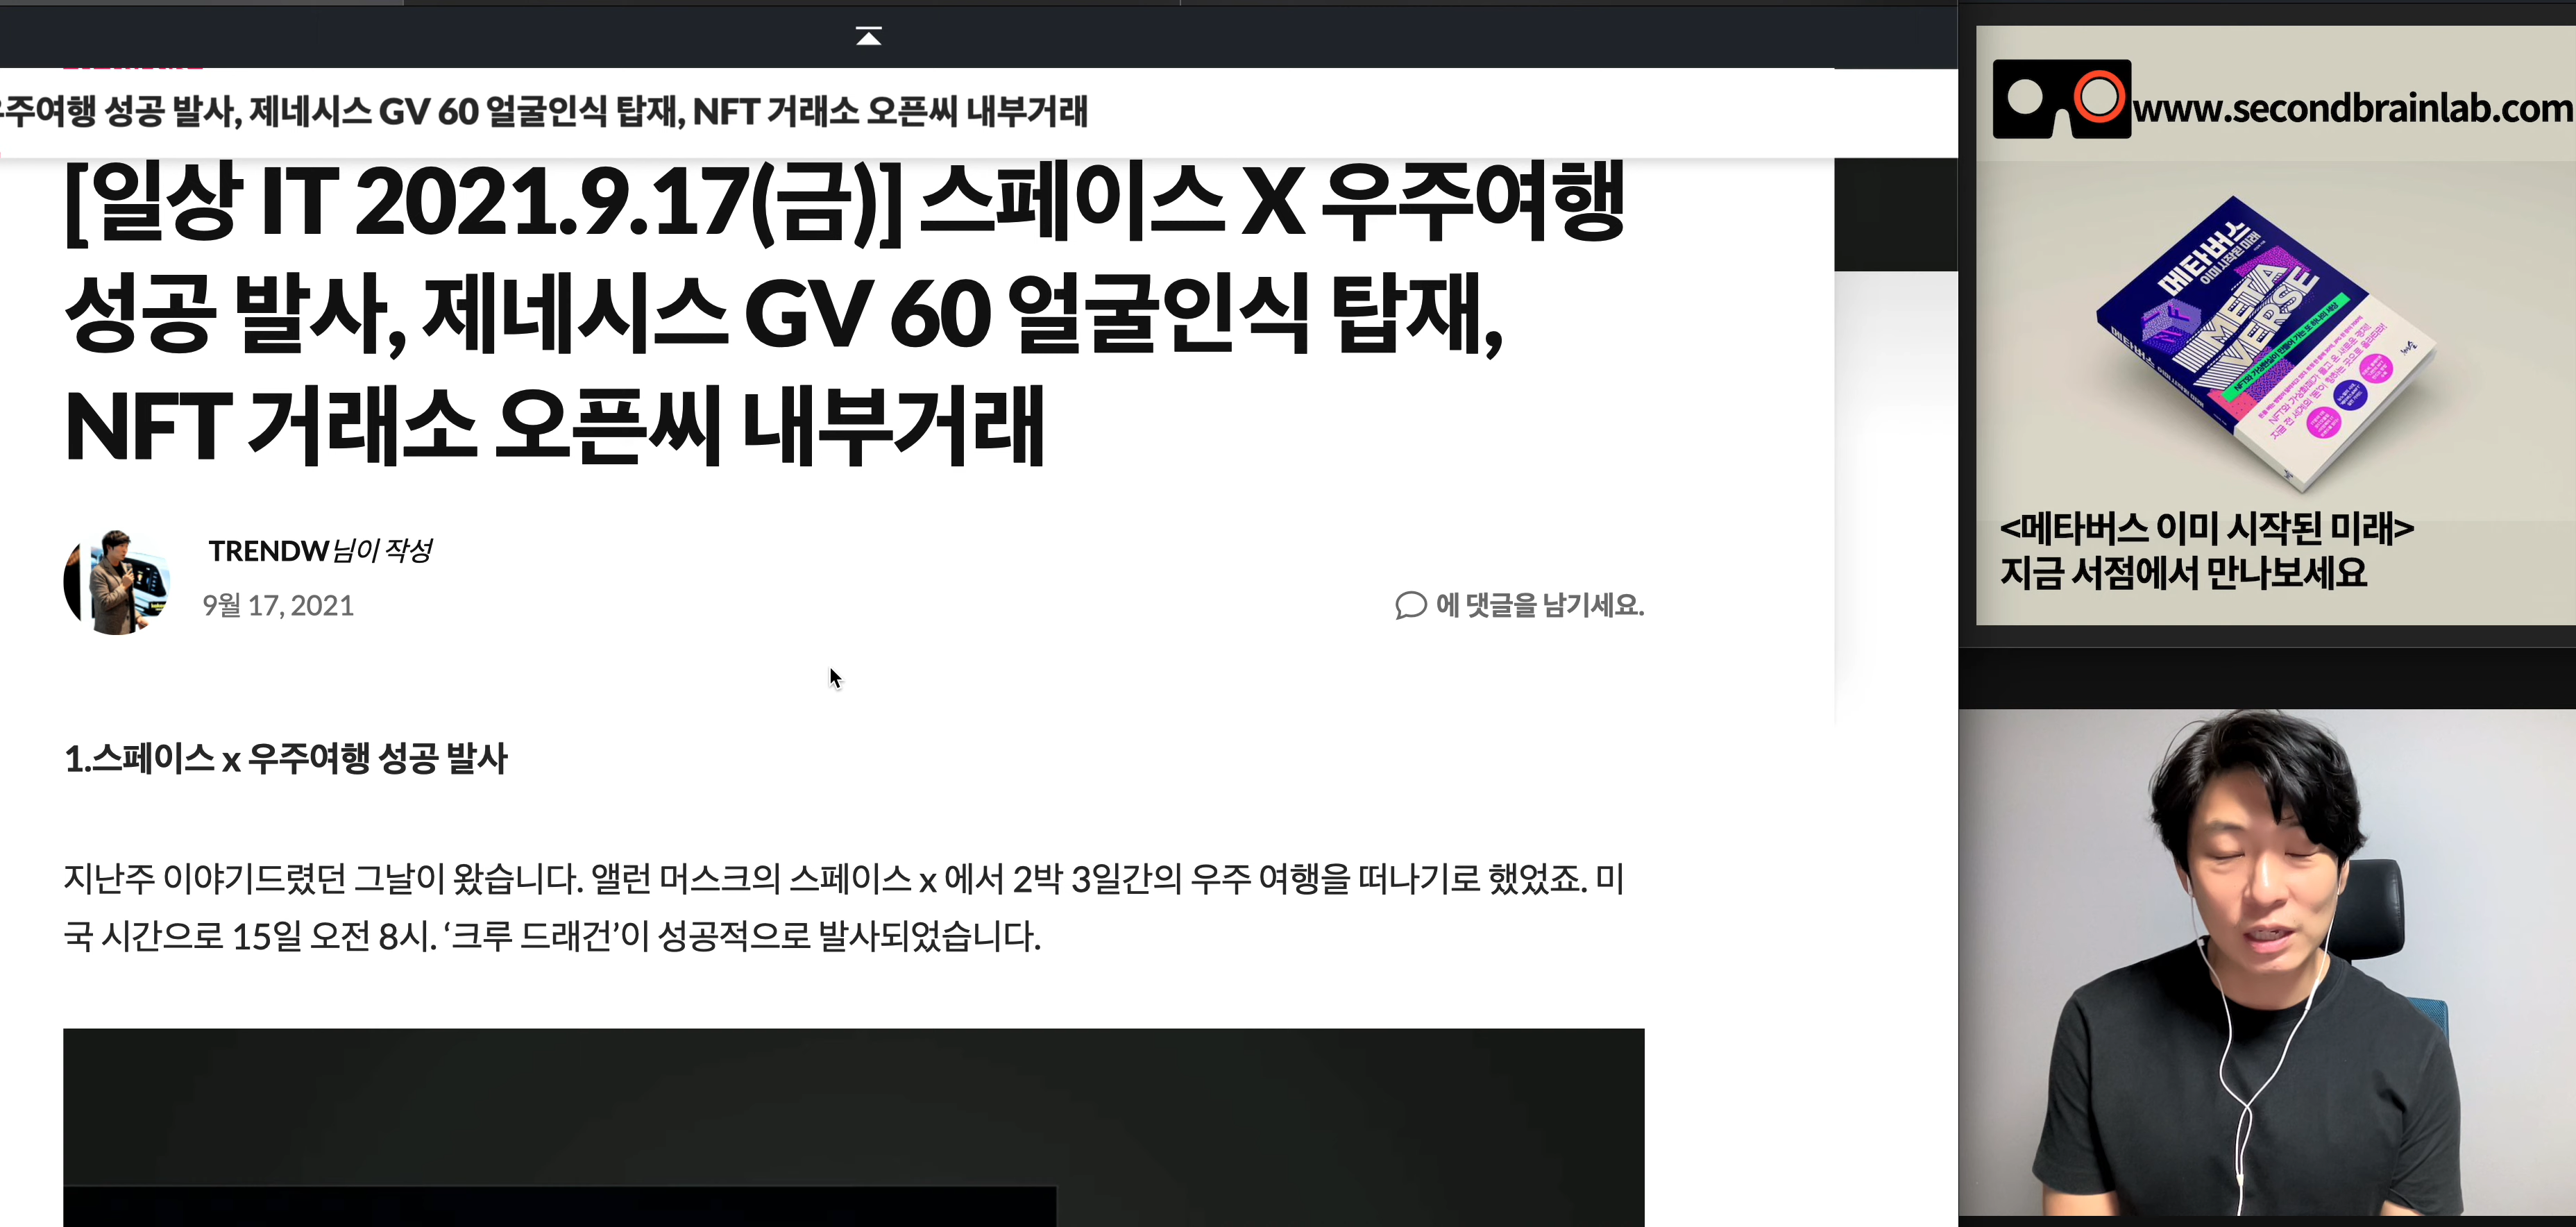 주여행 성공 발사, 제네시스 GV 60 얼굴인식 탑재, NFT 거래소 오픈씨 내부거래
[일상 IT 2021.9.17(금)] 스페이스 X 우주여행
성공 발사, 제네시스 GV 60 얼굴인식 탑재,
NFT 거래소 오픈씨 내부거래
TRENDW님이 작성
9월 17, 2021
에 댓글을 남기세요.
1.스페이스 x 우주여행 성공 발사
지난주 이야기드렸던 그날이 왔습니다. 앨런 머스크의 스페이스 x 에서 2박 3일간의 우주 여행을 떠나기로 했었죠. 미
국 시간으로 15일 오전 8시. ‘크루 드래건’이 성공적으로 발사되었습니다.
www.secondbrainlab.com
메타버스
이미 시작된 미래
META
VERSE
<메타버스 이미 시작된 미래>
지금 서점에서 만나보세요